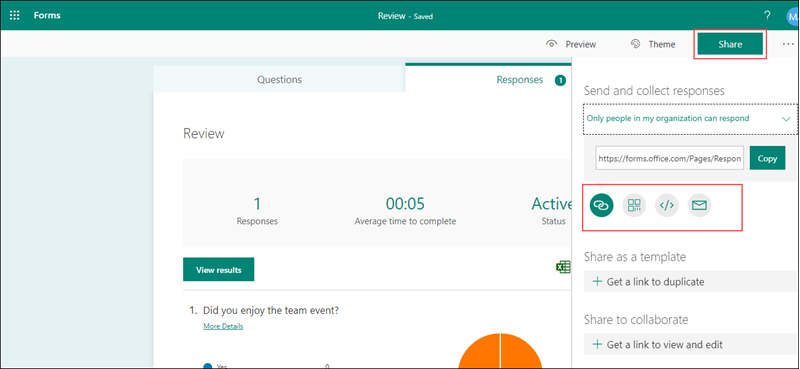 Forms
Review - Saved
?
Preview
Theme
Share
Questions
Responses 1
Send and collect responses
Only people in my organization can respond
https://forms.office.com/Pages/Respon
Copy
Review
1
Responses
00:05
Average time to complete
Active
Status
View results
1. Did you enjoy the team event?
More Details
Yes 0
Share as a template
+ Get a link to duplicate
Share to collaborate
+ Get a link to view and edit